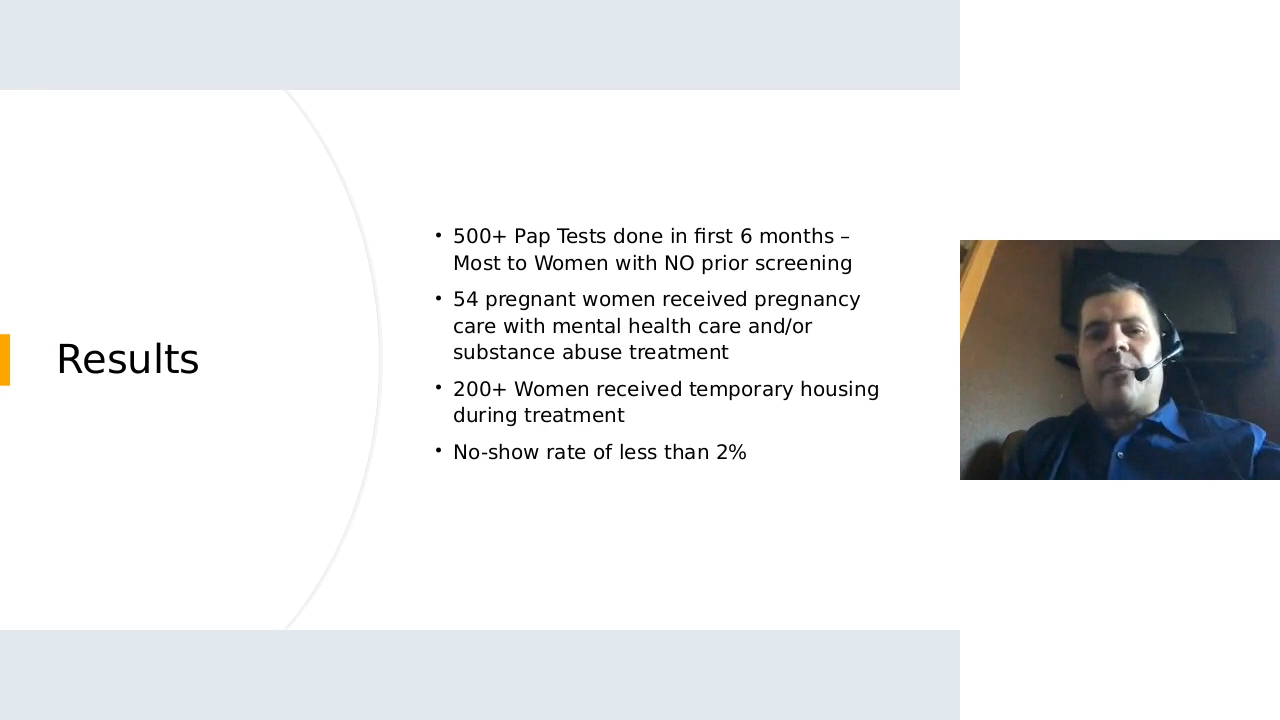 Results
• 500+ Pap Tests done in first 6 months –
Most to Women with NO prior screening
• 54 pregnant women received pregnancy
care with mental health care and/or
substance abuse treatment
• 200+ Women received temporary housing
during treatment
• No-show rate of less than 2%